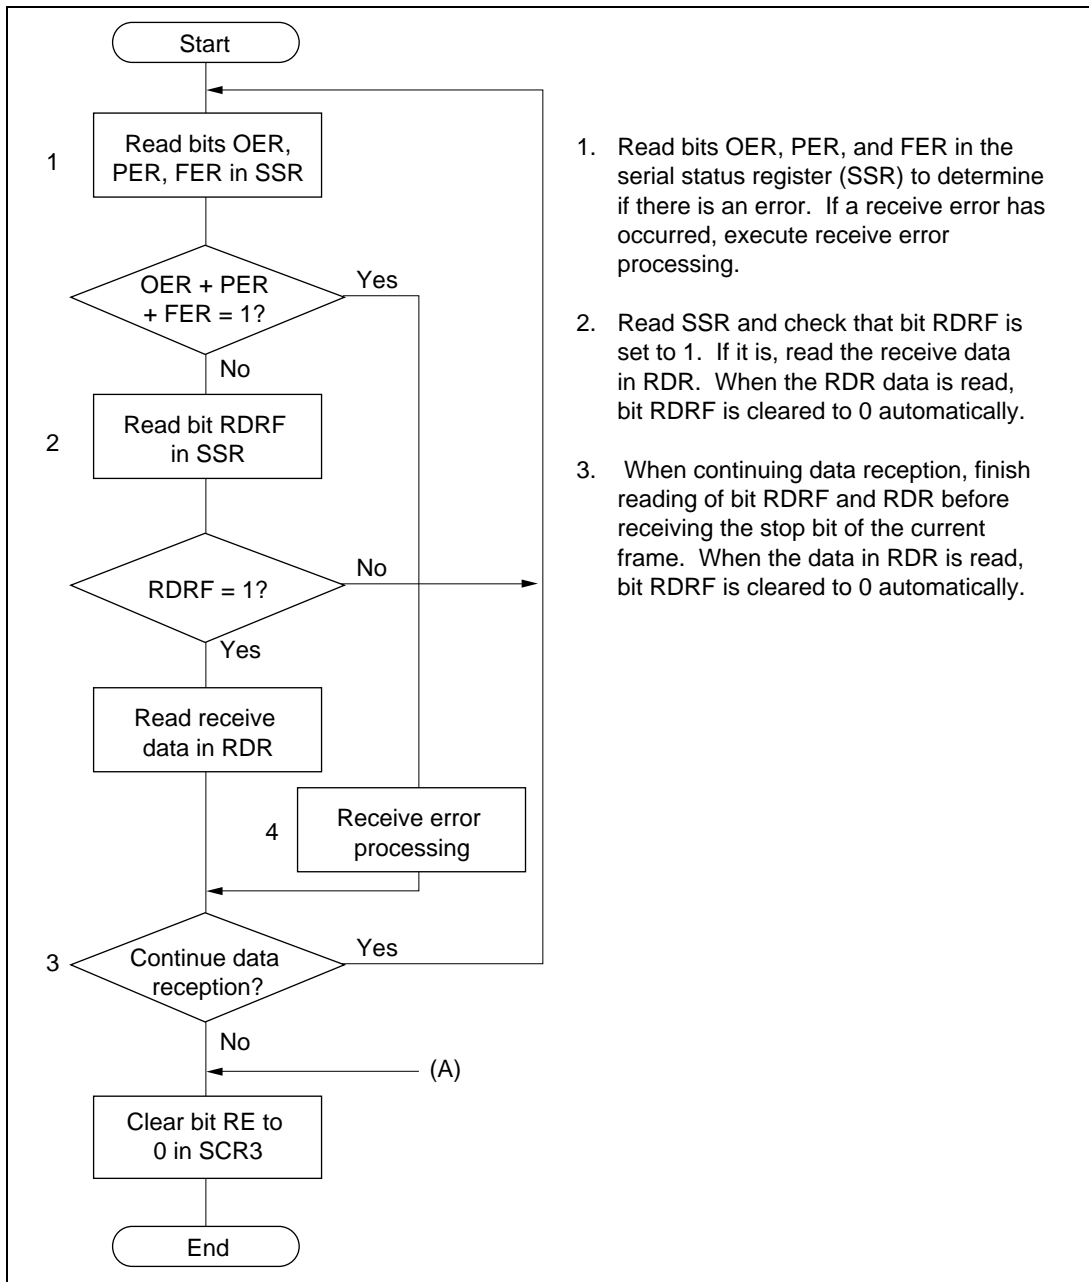 Start
1
Read bits OER,
PER, FER in SSR
OER + PER
+ FER = 1?
Yes
No
2
Read bit RDRF
in SSR
RDRF = 1?
No
Yes
Read receive
data in RDR
4
Receive error
processing
3
Continue data
reception?
Yes
No
(A)
Clear bit RE to
0 in SCR3
End
1. Read bits OER, PER, and FER in the
serial status register (SSR) to determine
if there is an error. If a receive error has
occurred, execute receive error
processing.
2. Read SSR and check that bit RDRF is
set to 1. If it is, read the receive data
in RDR. When the RDR data is read,
bit RDRF is cleared to 0 automatically.
3. When continuing data reception, finish
reading of bit RDRF and RDR before
receiving the stop bit of the current
frame. When the data in RDR is read,
bit RDRF is cleared to 0 automatically.